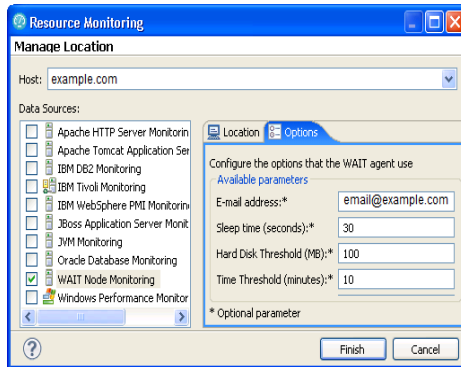 Resource Monitoring
Manage Location
Host: example.com
Data Sources:
Apache HTTP Server Monitorin
Apache Tomcat Application Ser
IBM DB2 Monitoring
IBM Tivoli Monitoring
IBM WebSphere PMI Monitorin
JBoss Application Server Monit
JVM Monitoring
Oracle Database Monitoring
WAIT Node Monitoring
Windows Performance Monitor
Location Options
Configure the options that the WAIT agent use
Available parameters
E-mail address:* email@example.com
Sleep time (seconds):* 30
Hard Disk Threshold (MB):* 100
Time Threshold (minutes):* 10
* Optional parameter
? Finish Cancel